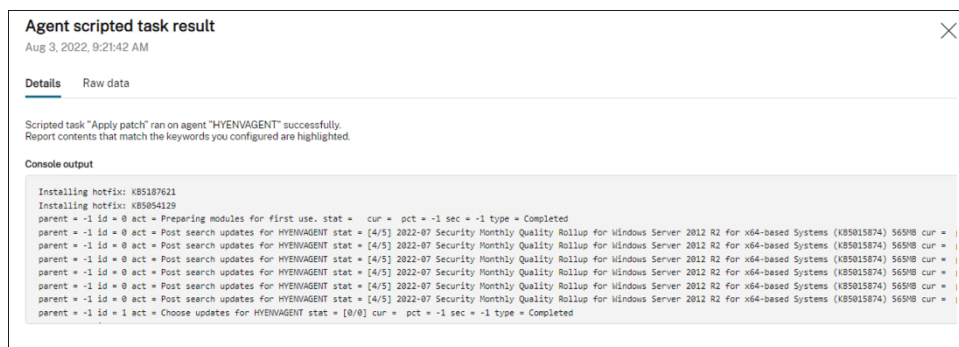 Agent scripted task result
Aug 3, 2022, 9:21:42 AM
Details Raw data
Scripted task "Apply patch" ran on agent "HYENVAGENT" successfully.
Report contents that match the keywords you configured are highlighted.
Console output
Installing hotfix: KB5187621
Installing hotfix: KB5054129
parent = -1 id = 0 act = Preparing modules for first use. stat = cur = pct = -1 sec = -1 type = Completed
parent = -1 id = 0 act = Post search updates for HYENVAGENT stat = [4/5] 2022-07 Security Monthly Quality Rollup for Windows Server 2012 R2 for x64-based Systems (KB5015874) 565MB cur =
parent = -1 id = 0 act = Post search updates for HYENVAGENT stat = [4/5] 2022-07 Security Monthly Quality Rollup for Windows Server 2012 R2 for x64-based Systems (KB5015874) 565MB cur =
parent = -1 id = 0 act = Post search updates for HYENVAGENT stat = [4/5] 2022-07 Security Monthly Quality Rollup for Windows Server 2012 R2 for x64-based Systems (KB5015874) 565MB cur =
parent = -1 id = 0 act = Post search updates for HYENVAGENT stat = [4/5] 2022-07 Security Monthly Quality Rollup for Windows Server 2012 R2 for x64-based Systems (KB5015874) 565MB cur =
parent = -1 id = 0 act = Post search updates for HYENVAGENT stat = [4/5] 2022-07 Security Monthly Quality Rollup for Windows Server 2012 R2 for x64-based Systems (KB5015874) 565MB cur =
parent = -1 id = 0 act = Post search updates for HYENVAGENT stat = [4/5] 2022-07 Security Monthly Quality Rollup for Windows Server 2012 R2 for x64-based Systems (KB5015874) 565MB cur =
parent = -1 id = 1 act = Choose updates for HYENVAGENT stat = [0/0] cur = pct = -1 sec = -1 type = Completed